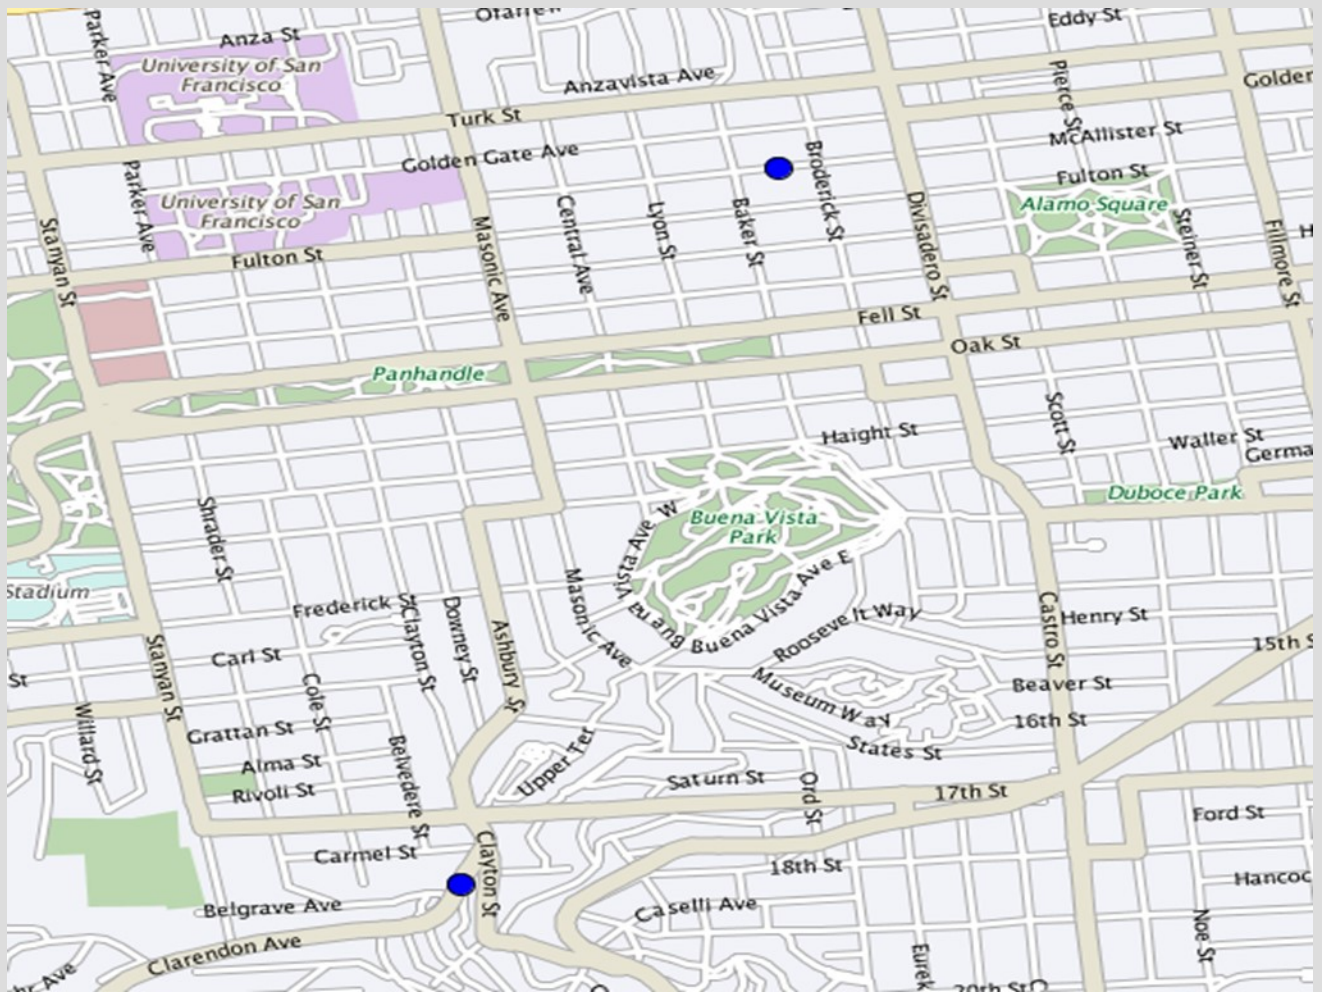 Parker Ave
Anza St
Eddy St
University of San
Francisco
Anzavista Ave
Pierce St
Golden
Turk St
McAllister St
Golden Gate Ave
Broderick St
Parker Ave
Fulton St
University of San
Francisco
Central Ave
Lyon St
Baker St
Divisadero St
Alamo Square
Steiner St
Stanyan St
Masonic Ave
Fillmore St
H
Fulton St
Fell St
Oak St
Panhandle
Scott St
Haight St
Waller St
Germa
Duboce Park
Shrader St
Buena Vista
Park
Buena Vista Ave W
Stadium
Masonic Ave
Buena Vista Ave E
Frederick St
Clayton St
Downey St
Ashbury St
Roosevelt Way
Castro St
Henry St
15th S
Carl St
Stanyan St
St
Cole St
Museum Way
Beaver St
16th St
Willard St
Grattan St
Belvedere St
Upper Ter
States St
Alma St
Rivoli St
Saturn St
Ord St
17th St
Ford St
Carmel St
Clayton St
18th St
Hancoc
Belgrave Ave
Caselli Ave
Clarendon Ave
Eurek
Noe St
hr Ave
20th St